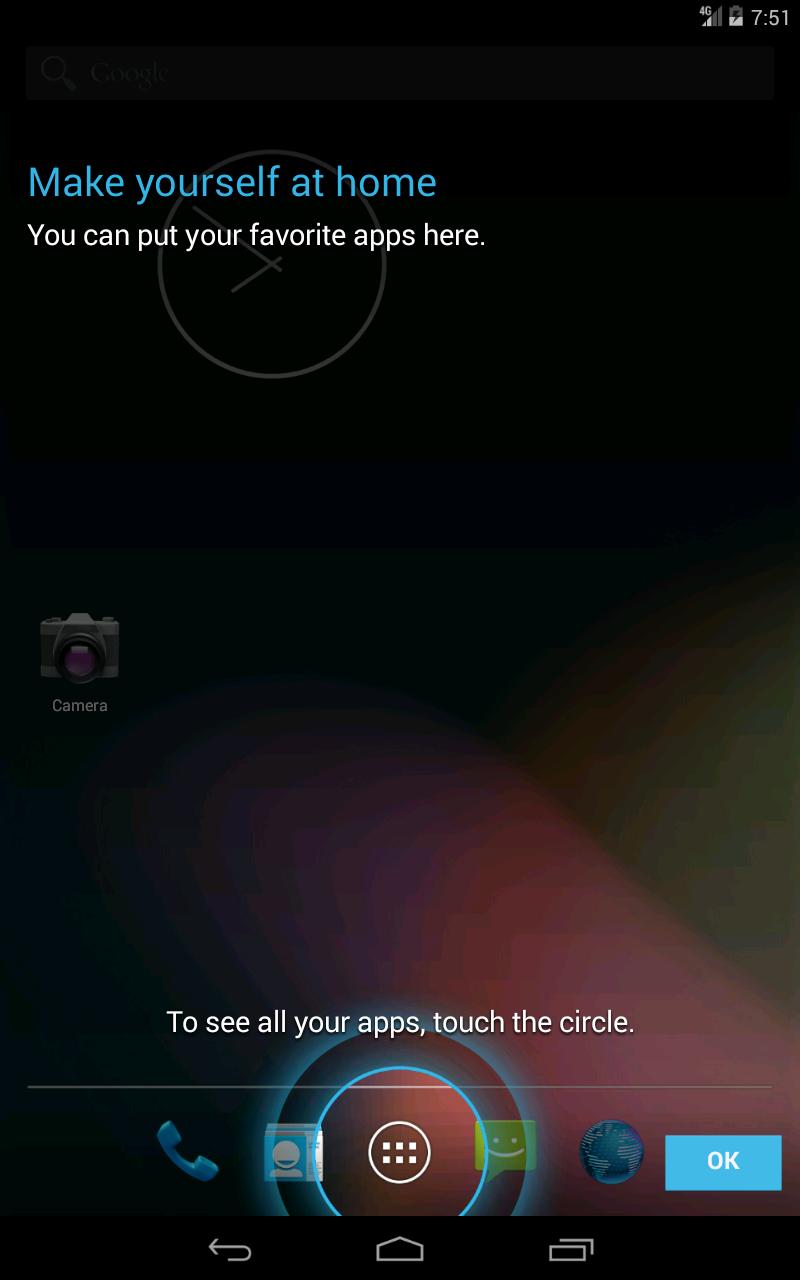 4G 7:51
Google
Make yourself at home
You can put your favorite apps here.
Camera
To see all your apps, touch the circle.
OK